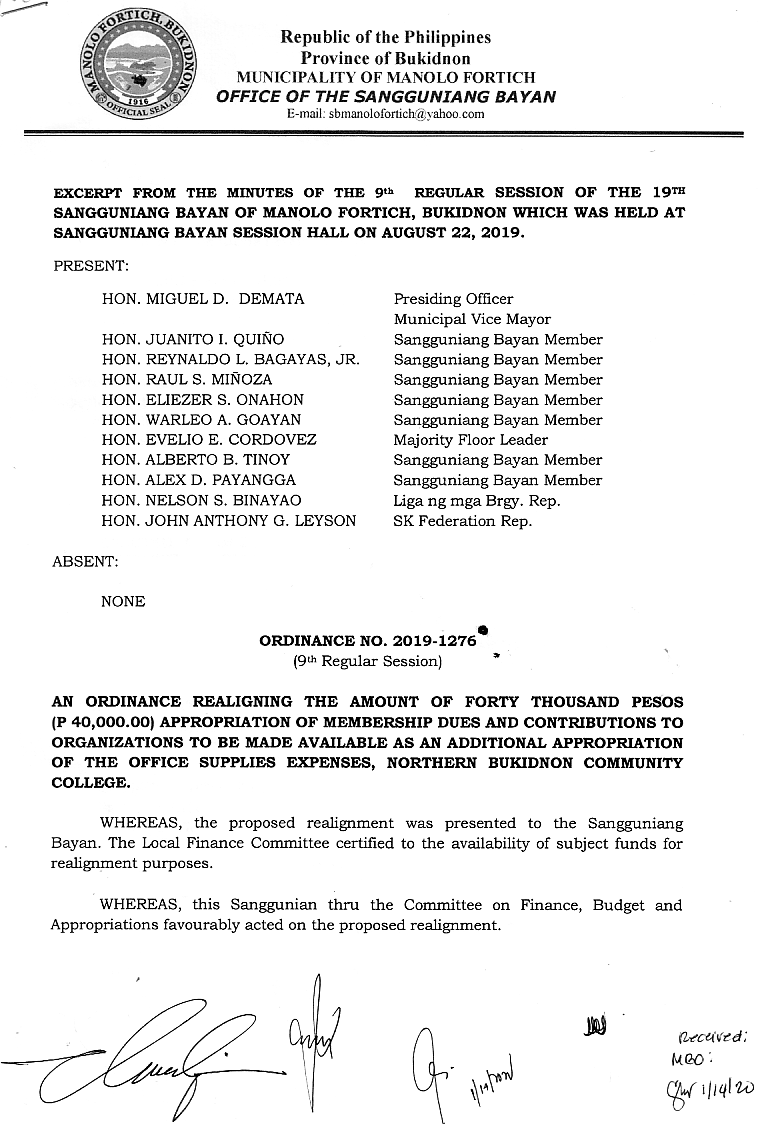 MANOLO FORTICH, BUKIDNON
1916
OFFICIAL SEAL
Republic of the Philippines
Province of Bukidnon
MUNICIPALITY OF MANOLO FORTICH
OFFICE OF THE SANGGUNIANG BAYAN
E-mail: sbmanolofortich@yahoo.com
EXCERPT FROM THE MINUTES OF THE 9th REGULAR SESSION OF THE 19TH
SANGGUNIANG BAYAN OF MANOLO FORTICH, BUKIDNON WHICH WAS HELD AT
SANGGUNIANG BAYAN SESSION HALL ON AUGUST 22, 2019.
PRESENT:
HON. MIGUEL D. DEMATA Presiding Officer
Municipal Vice Mayor
HON. JUANITO I. QUIÑO Sangguniang Bayan Member
HON. REYNALDO L. BAGAYAS, JR. Sangguniang Bayan Member
HON. RAUL S. MIÑOZA Sangguniang Bayan Member
HON. ELIEZER S. ONAHON Sangguniang Bayan Member
HON. WARLEO A. GOAYAN Sangguniang Bayan Member
HON. EVELIO E. CORDOVEZ Majority Floor Leader
HON. ALBERTO B. TINOY Sangguniang Bayan Member
HON. ALEX D. PAYANGGA Sangguniang Bayan Member
HON. NELSON S. BINAYAO Liga ng mga Brgy. Rep.
HON. JOHN ANTHONY G. LEYSON SK Federation Rep.
ABSENT:
NONE
ORDINANCE NO. 2019-1276
(9th Regular Session)
AN ORDINANCE REALIGNING THE AMOUNT OF FORTY THOUSAND PESOS
(P 40,000.00) APPROPRIATION OF MEMBERSHIP DUES AND CONTRIBUTIONS TO
ORGANIZATIONS TO BE MADE AVAILABLE AS AN ADDITIONAL APPROPRIATION
OF THE OFFICE SUPPLIES EXPENSES, NORTHERN BUKIDNON COMMUNITY
COLLEGE.
WHEREAS, the proposed realignment was presented to the Sangguniang
Bayan. The Local Finance Committee certified to the availability of subject funds for
realignment purposes.
WHEREAS, this Sanggunian thru the Committee on Finance, Budget and
Appropriations favourably acted on the proposed realignment.
Received:
MBO:
1/14/20